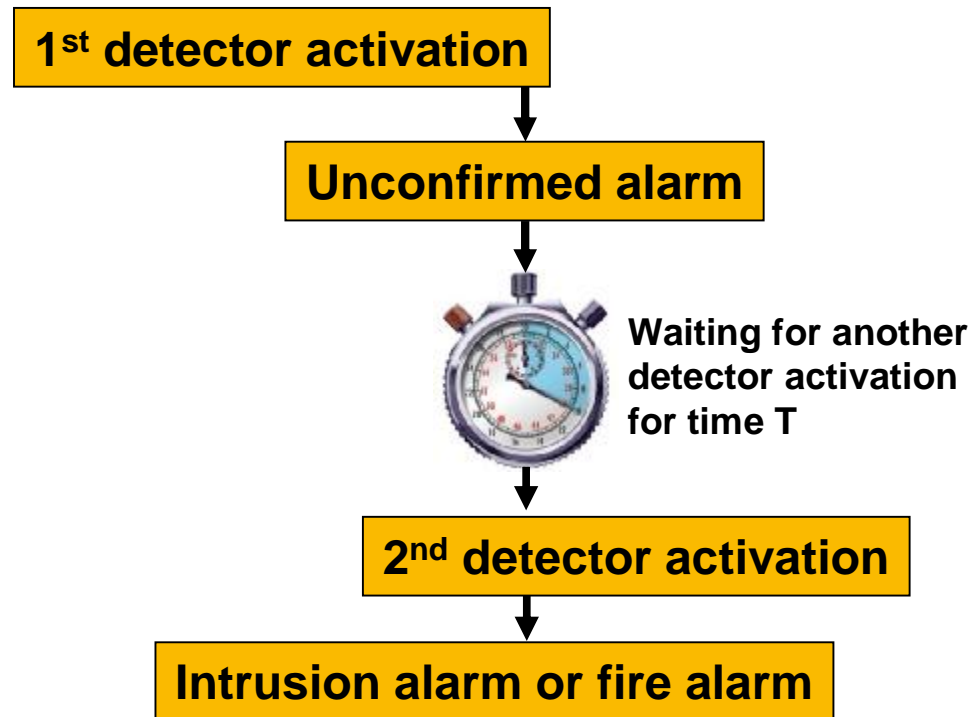 1st detector activation
Unconfirmed alarm
Waiting for another
detector activation
for time T
2nd detector activation
Intrusion alarm or fire alarm